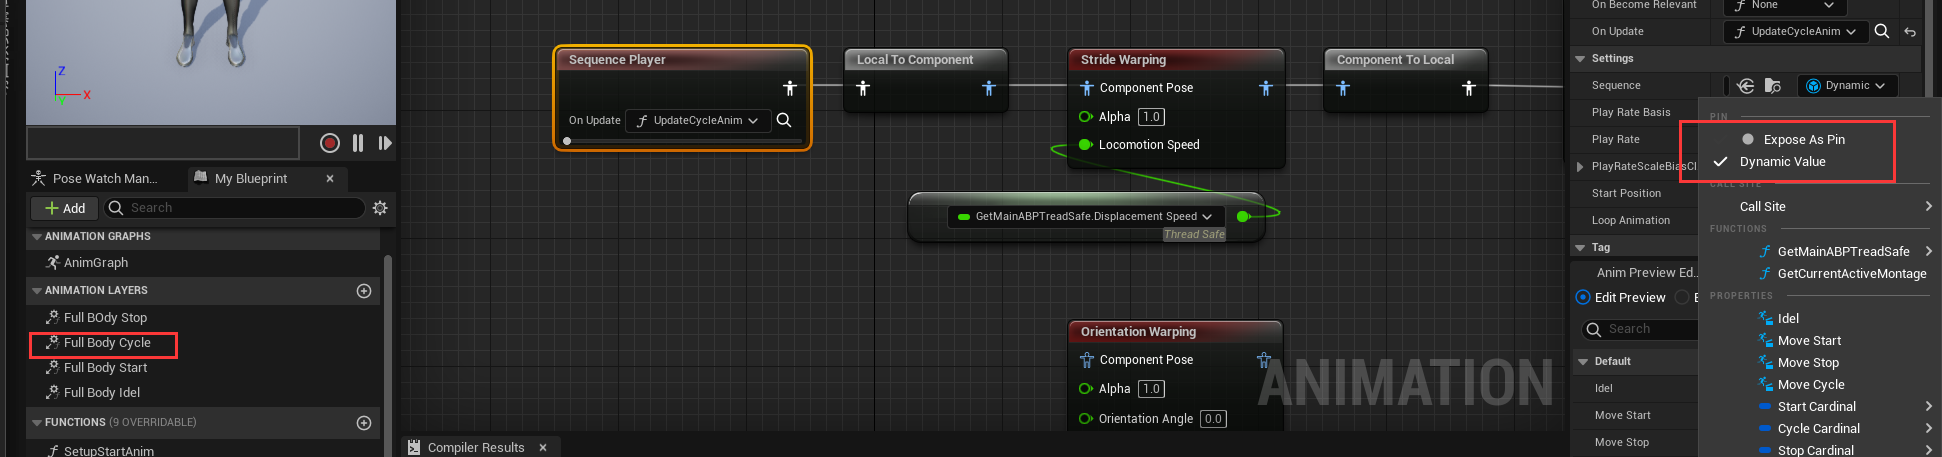 Z
X
Y
Pose Watch Man...
My Blueprint
Add
Search
ANIMATION GRAPHS
AnimGraph
ANIMATION LAYERS
Full BOdy Stop
Full Body Cycle
Full Body Start
Full Body Idel
FUNCTIONS (9 OVERRIDABLE)
SetupStartAnim
Sequence Player
On Update
UpdateCycleAnim
Local To Component
Stride Warping
Component Pose
Alpha 1.0
Locomotion Speed
Component To Local
GetMainABPTreadSafe.Displacement Speed
Thread Safe
Orientation Warping
Component Pose
Alpha 1.0
Orientation Angle 0.0
ANIMATION
Compiler Results
On Become Relevant
None
On Update
UpdateCycleAnim
Settings
Sequence
Dynamic
Play Rate Basis
Play Rate
PlayRateScaleBiasCl
Start Position
Loop Animation
Tag
Anim Preview Ed...
Edit Preview
Search
Default
Idel
Move Start
Move Stop
PIN
Expose As Pin
Dynamic Value
CALL SITE
Call Site
FUNCTIONS
GetMainABPTreadSafe
GetCurrentActiveMontage
PROPERTIES
Idel
Move Start
Move Stop
Move Cycle
Start Cardinal
Cycle Cardinal
Stop Cardinal